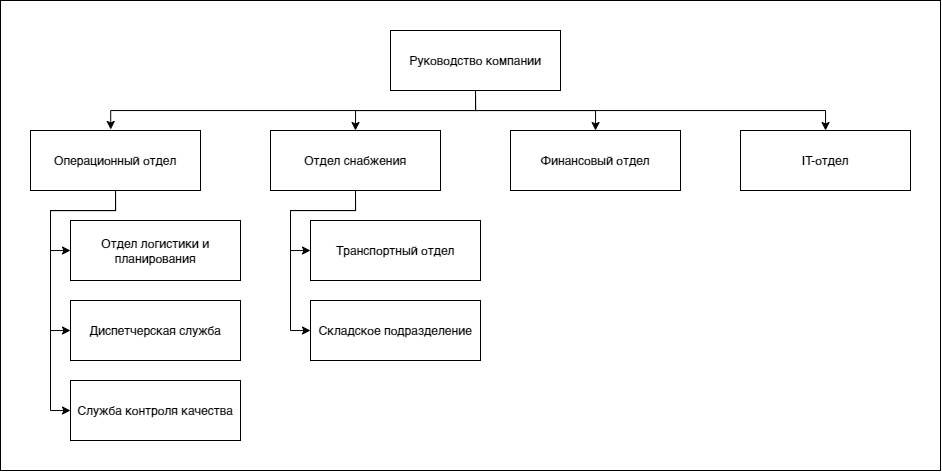 Руководство компании
Операционный отдел
Отдел снабжения
Финансовый отдел
IT-отдел
Отдел логистики и
планирования
Транспортный отдел
Диспетчерская служба
Складское подразделение
Служба контроля качества